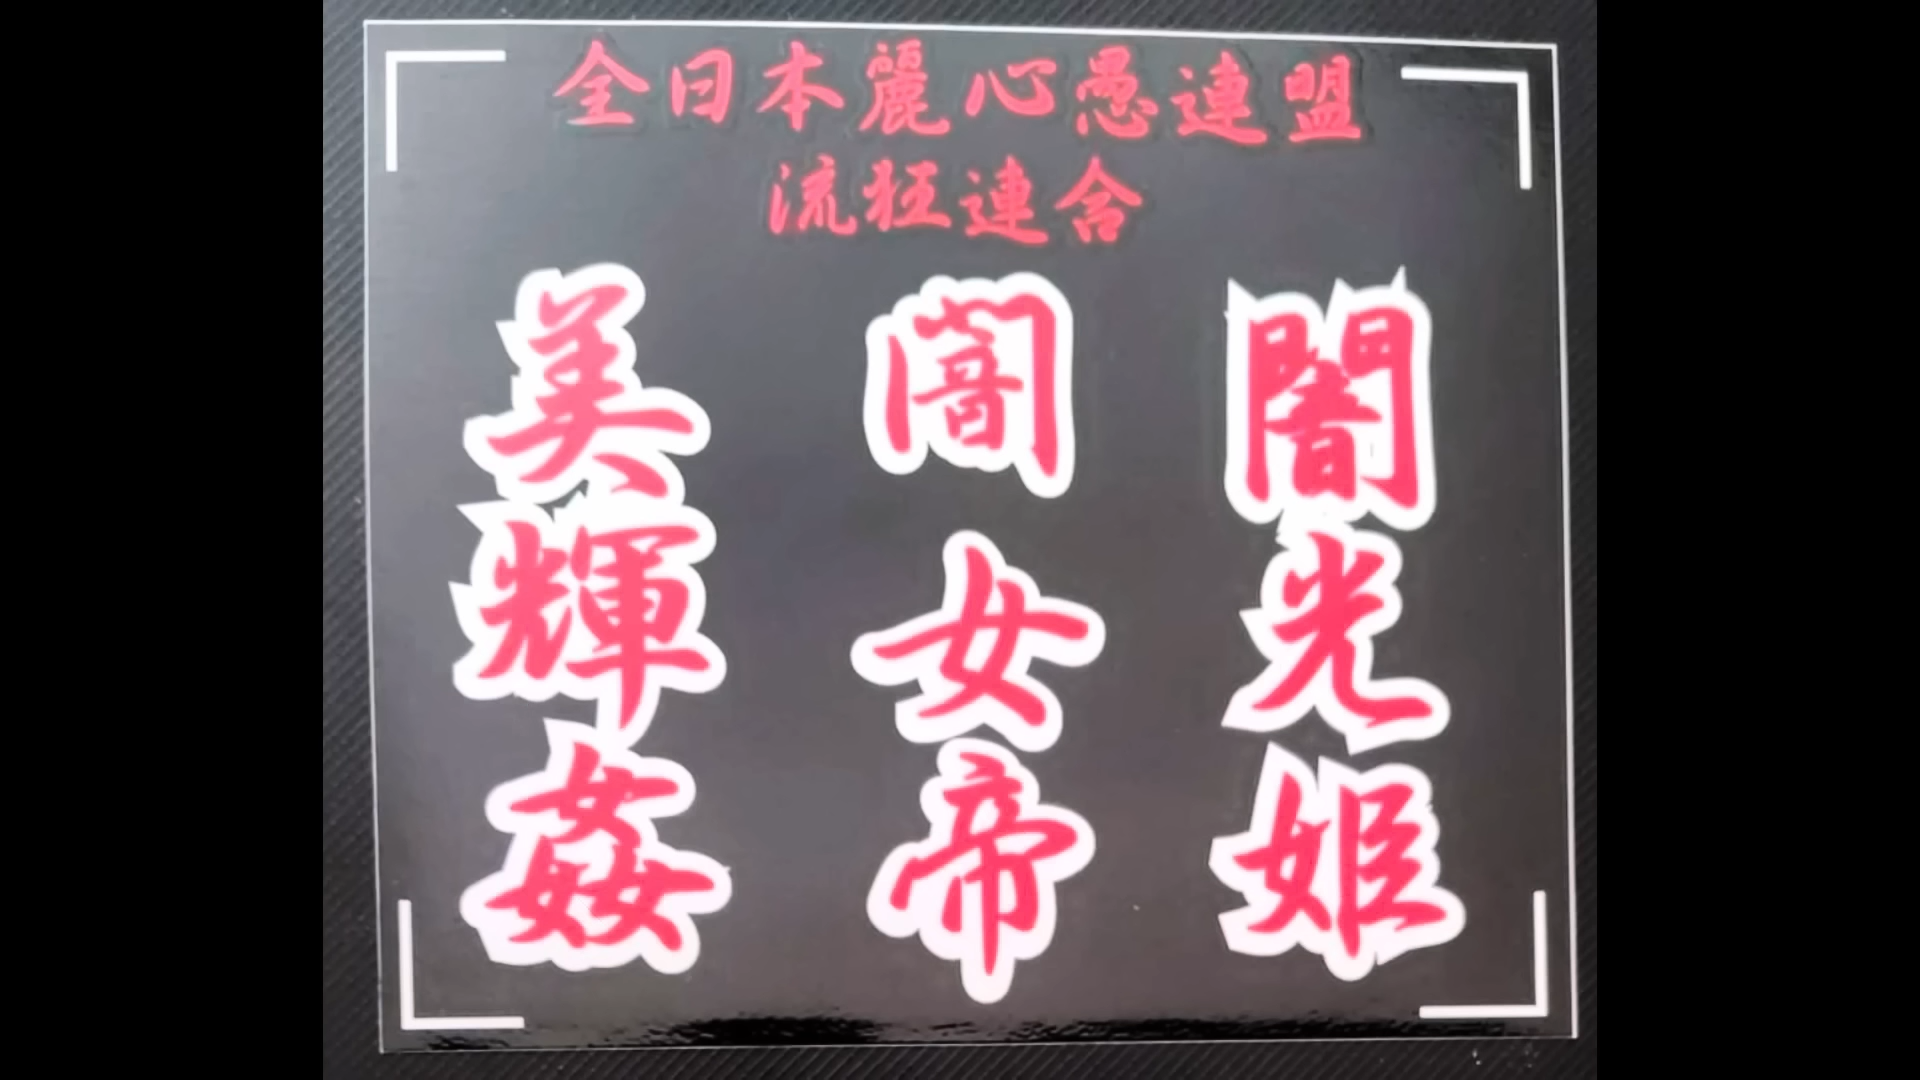 全日本麗心愚連盟
流狂連合
闇光姫
闇女帝
美輝姦